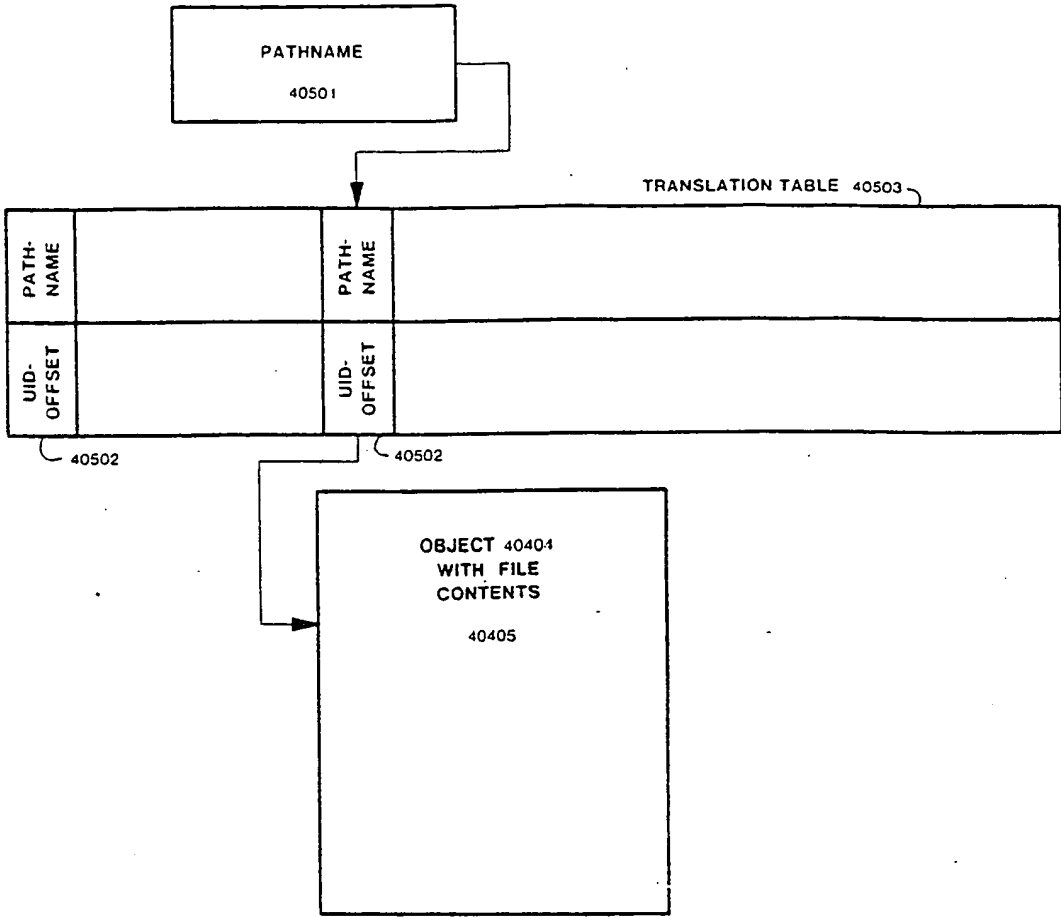 PATHNAME
40501
TRANSLATION TABLE 40503
PATH-
NAME
PATH-
NAME
UID-
OFFSET
UID-
OFFSET
40502
40502
OBJECT 40404
WITH FILE
CONTENTS
40405